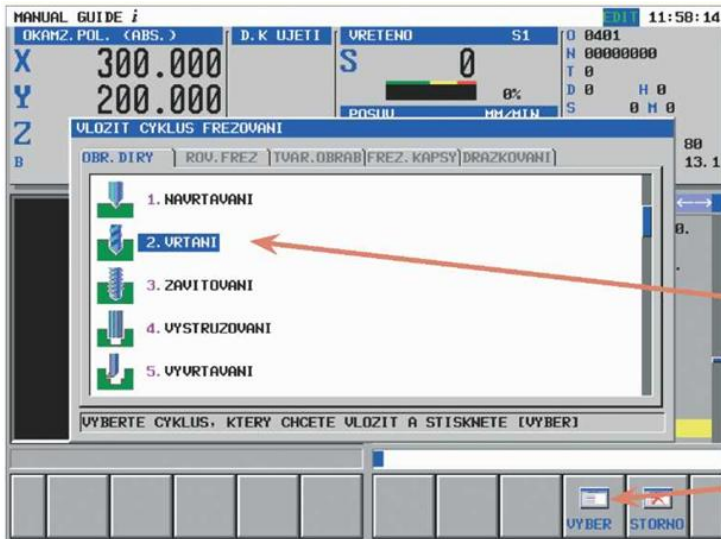 MANUAL GUIDE i EDIT 11:58:14
OKAMZ.POL. (ABS.) D.K UJETI VRETENO S1 O 0401
X 300.000 S 0 N 00000000
T 0
Y 200.000 0% D 0 H 0
POSUV MM/MIN S 0 M 0
Z VLOZIT CYKLUS FREZOVANI 80
B OBR.DIRY ROV.FREZ TVAR.OBRAB FREZ.KAPSY DRAZKOVANI 13.1
1. NAVRTAVANI
2. VRTANI 0.
3. ZAVITOVANI
4. VYSTRUZOVANI
5. VYVRTAVANI
VYBERTE CYKLUS, KTERY CHCETE VLOZIT A STISKNETE [VYBER]
VYBER STORNO